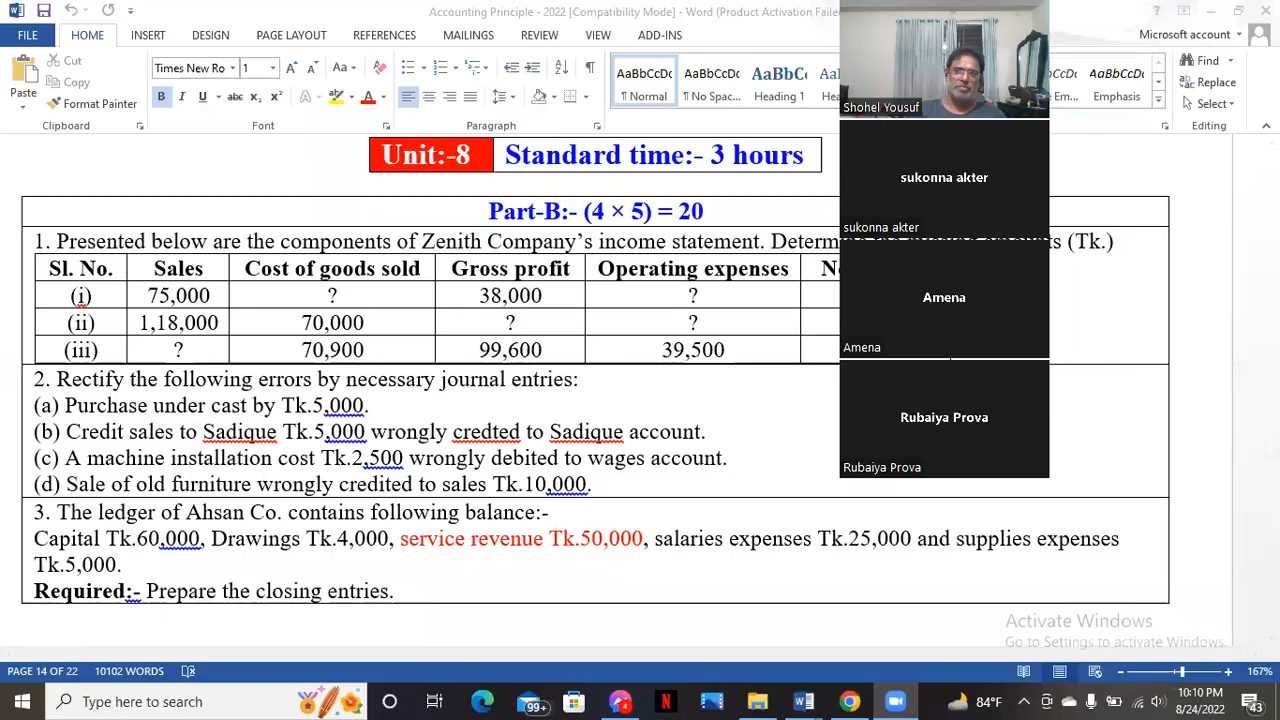 Accounting Principle - 2022 [Compatibility Mode] - Word (Product Activation Faile
FILE HOME INSERT DESIGN PAGE LAYOUT REFERENCES MAILINGS REVIEW VIEW ADD-INS Microsoft account
Paste Cut Copy Format Painter
Times New Ro 1
AaBbCcDc AaBbCcDc AaBbCc AaBbCcDc
¶ Normal ¶ No Spac... Heading 1 Emphasis
Find Replace Select
Clipboard Font Paragraph Editing
Unit:-8 Standard time:- 3 hours
Part-B:- (4 × 5) = 20
1. Presented below are the components of Zenith Company's income statement. (Tk.)
Sl. No. Sales Cost of goods sold Gross profit Operating expenses
(i) 75,000 ? 38,000 ?
(ii) 1,18,000 70,000 ? ?
(iii) ? 70,900 99,600 39,500
2. Rectify the following errors by necessary journal entries:
(a) Purchase under cast by Tk.5,000.
(b) Credit sales to Sadique Tk.5,000 wrongly credted to Sadique account.
(c) A machine installation cost Tk.2,500 wrongly debited to wages account.
(d) Sale of old furniture wrongly credited to sales Tk.10,000.
3. The ledger of Ahsan Co. contains following balance:-
Capital Tk.60,000, Drawings Tk.4,000, service revenue Tk.50,000, salaries expenses Tk.25,000 and supplies expenses
Tk.5,000.
Required:- Prepare the closing entries.
Shohel Yousuf
sukonna akter
sukonna akter
Amena
Amena
Rubaiya Prova
Rubaiya Prova
Activate Windows
Go to Settings to activate Windows.
PAGE 14 OF 22 10102 WORDS 167%
Type here to search 99+ 4 84°F 10:10 PM
8/24/2022 43